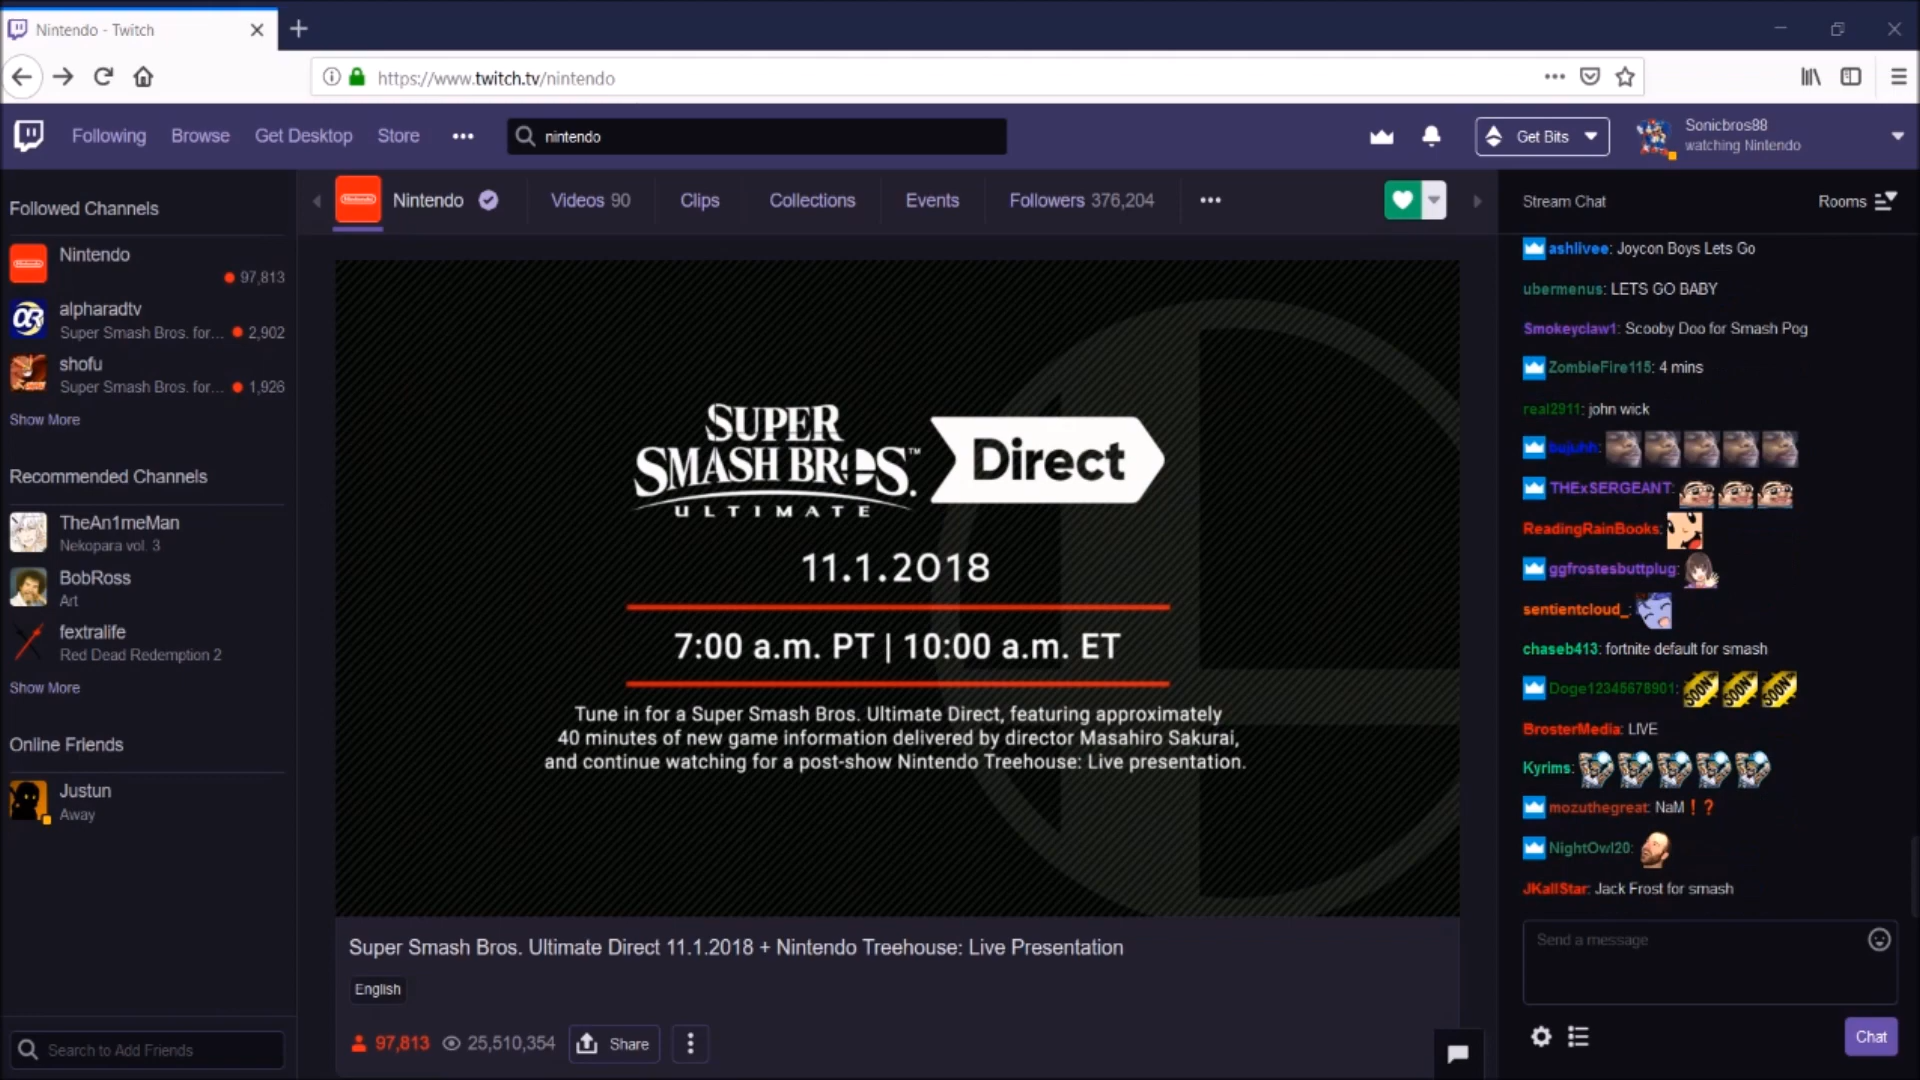 Nintendo - Twitch
https://www.twitch.tv/nintendo
Following
Browse
Get Desktop
Store
nintendo
Get Bits
Sonicbros88
watching Nintendo
Followed Channels
Nintendo
97,813
alpharadtv
Super Smash Bros. for...
2,902
shofu
Super Smash Bros. for...
1,926
Show More
Recommended Channels
TheAn1meMan
Nekopara vol. 3
BobRoss
Art
fextralife
Red Dead Redemption 2
Show More
Online Friends
Justun
Away
Search to Add Friends
Nintendo
Videos 90
Clips
Collections
Events
Followers 376,204
SUPER
SMASH BROS.™
ULTIMATE
Direct
11.1.2018
7:00 a.m. PT | 10:00 a.m. ET
Tune in for a Super Smash Bros. Ultimate Direct, featuring approximately
40 minutes of new game information delivered by director Masahiro Sakurai,
and continue watching for a post-show Nintendo Treehouse: Live presentation.
Super Smash Bros. Ultimate Direct 11.1.2018 + Nintendo Treehouse: Live Presentation
English
97,813
25,510,354
Share
Stream Chat
Rooms
ashlivee: Joycon Boys Lets Go
ubermenus: LETS GO BABY
Smokeyclaw1: Scooby Doo for Smash Pog
ZombieFire115: 4 mins
real2911: john wick
bujuhh:
THExSERGEANT:
ReadingRainBooks:
ggfrostesbuttplug:
sentientcloud_:
chaseb413: fortnite default for smash
Doge12345678901: SOON SOON SOON
BrosterMedia: LIVE
Kyrims:
mozuthegreat: NaM❗❓
NightOwl20:
JKallStar: Jack Frost for smash
Send a message
Chat